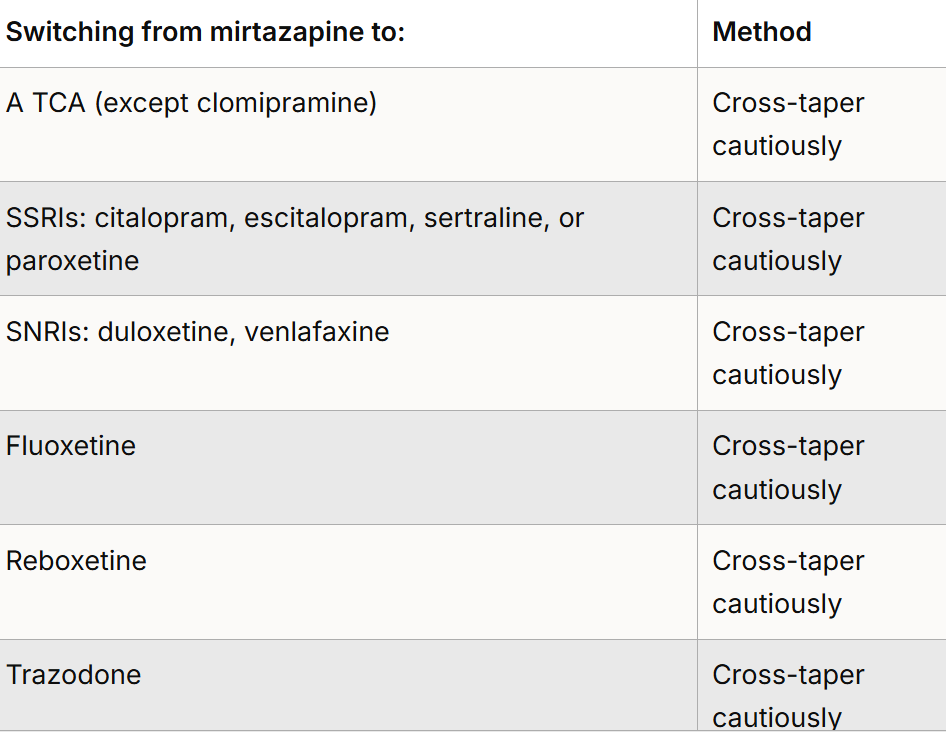 Switching from mirtazapine to: Method
A TCA (except clomipramine) Cross-taper
cautiously
SSRIs: citalopram, escitalopram, sertraline, or Cross-taper
paroxetine cautiously
SNRIs: duloxetine, venlafaxine Cross-taper
cautiously
Fluoxetine Cross-taper
cautiously
Reboxetine Cross-taper
cautiously
Trazodone Cross-taper
cautiously